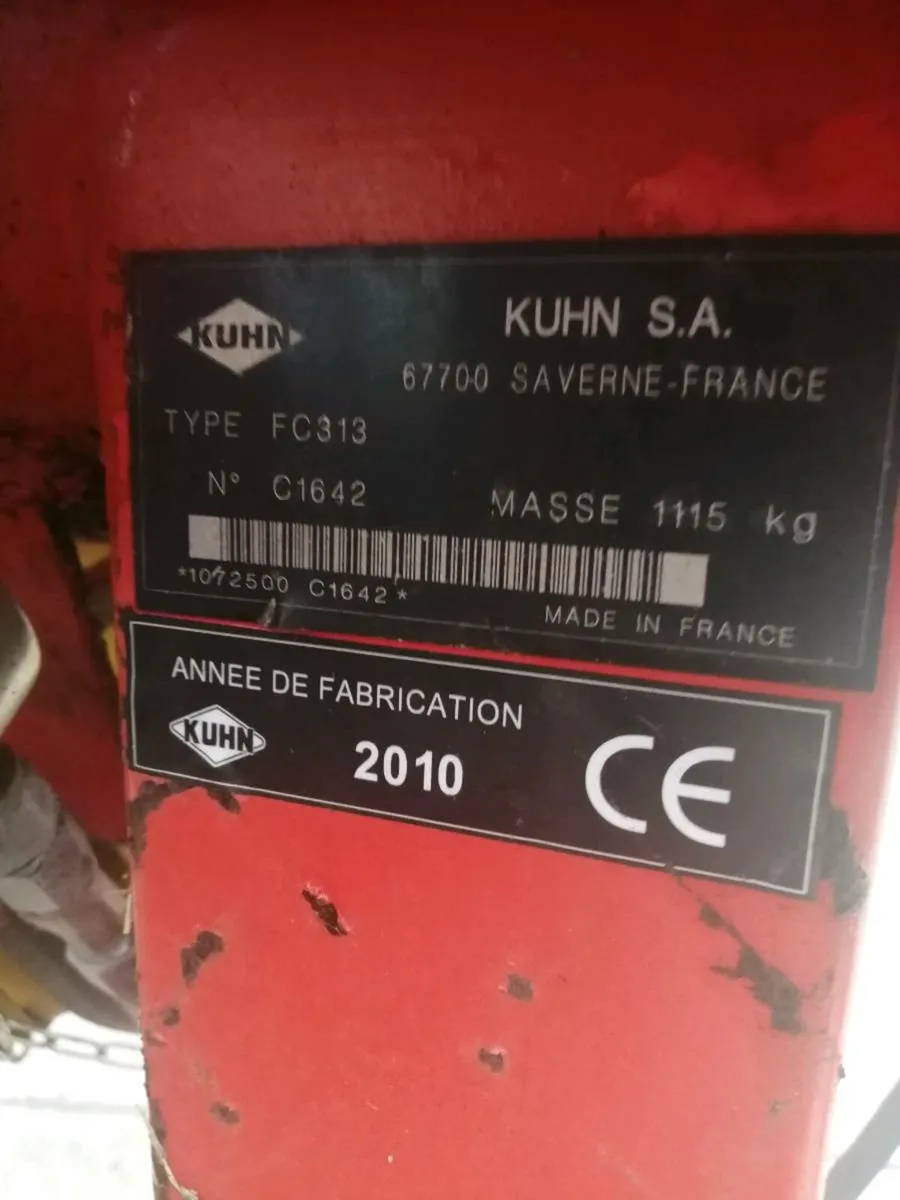 KUHN
KUHN S.A.
67700 SAVERNE-FRANCE
TYPE FC313
N° C1642 MASSE 1115 kg
*1072500 C1642*
MADE IN FRANCE
ANNEE DE FABRICATION
KUHN
2010
CE